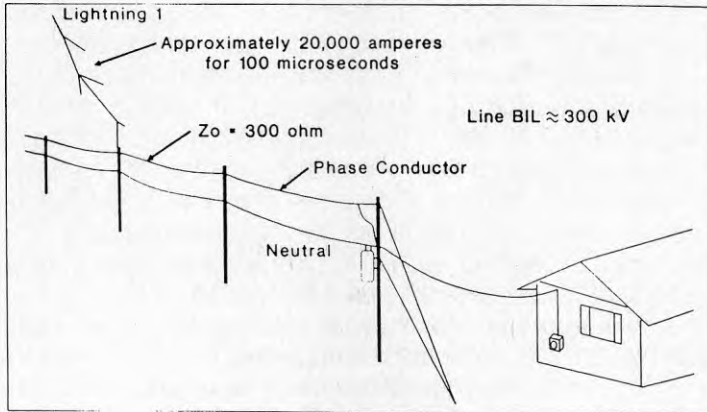 Lightning 1
Approximately 20,000 amperes
for 100 microseconds
Line BIL ≈ 300 kV
Zo = 300 ohm
Phase Conductor
Neutral